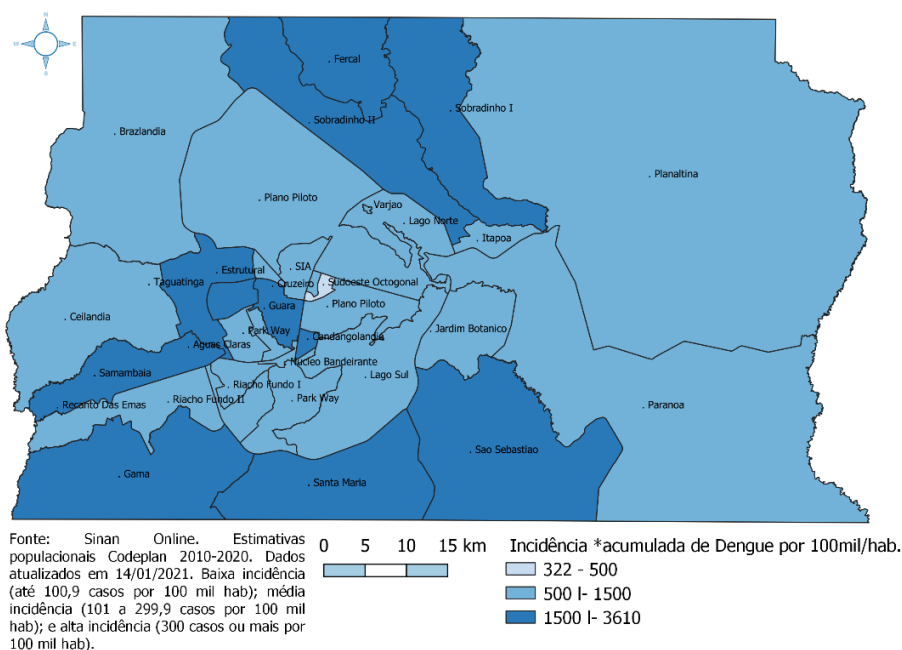 N
W E
S
. Fercal
. Sobradinho I
. Sobradinho II
. Brazlandia
. Planaltina
. Plano Piloto
. Varjao
. Lago Norte
. Itapoa
. SIA
. Estrutural
. Taguatinga
. Cruzeiro
. Sudoeste Octogonal
. Guara
. Plano Piloto
. Ceilandia
. Park Way
. Candangolandia
. Jardim Botanico
. Aguas Claras
. Nucleo Bandeirante
. Samambaia
. Lago Sul
. Riacho Fundo I
. Recanto Das Emas
. Riacho Fundo II
. Park Way
. Paranoa
. Gama
. Santa Maria
. Sao Sebastiao
Fonte: Sinan Online. Estimativas
populacionais Codeplan 2010-2020. Dados
atualizados em 14/01/2021. Baixa incidência
(até 100,9 casos por 100 mil hab); média
incidência (101 a 299,9 casos por 100 mil
hab); e alta incidência (300 casos ou mais por
100 mil hab).
0 5 10 15 km
Incidência *acumulada de Dengue por 100mil/hab.
322 - 500
500 l- 1500
1500 l- 3610